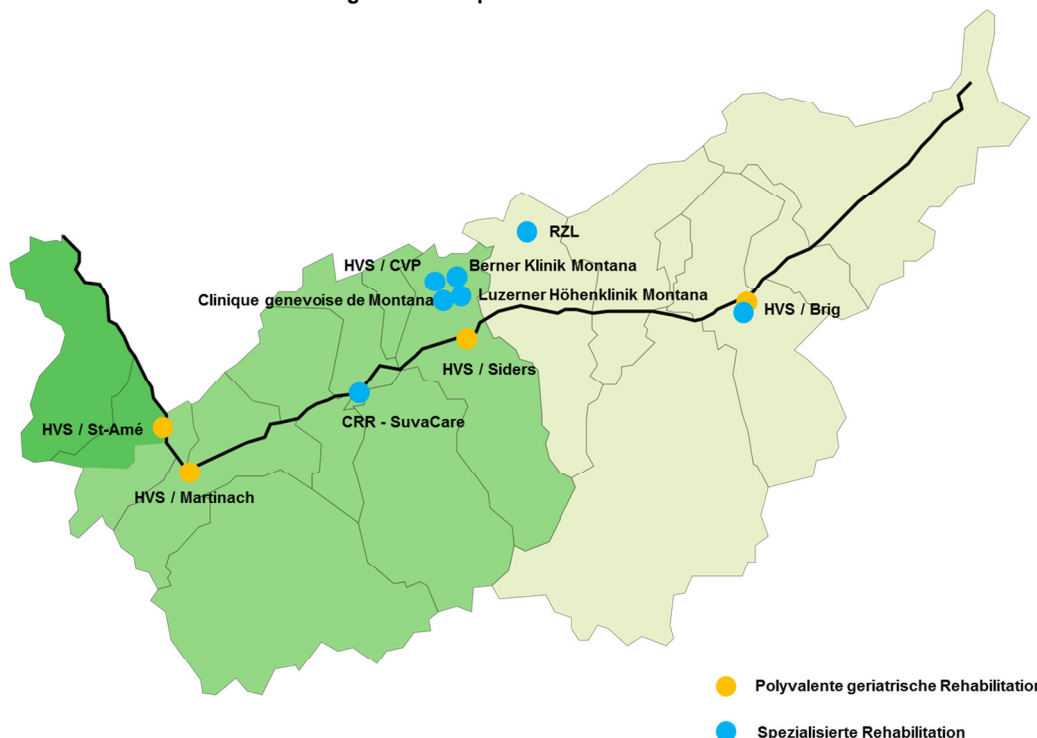 RZL
HVS / CVP
Berner Klinik Montana
Clinique genevoise de Montana
Luzerner Höhenklinik Montana
HVS / Brig
HVS / Siders
CRR - SuvaCare
HVS / St-Amé
HVS / Martinach
Polyvalente geriatrische Rehabilitation
Spezialisierte Rehabilitation